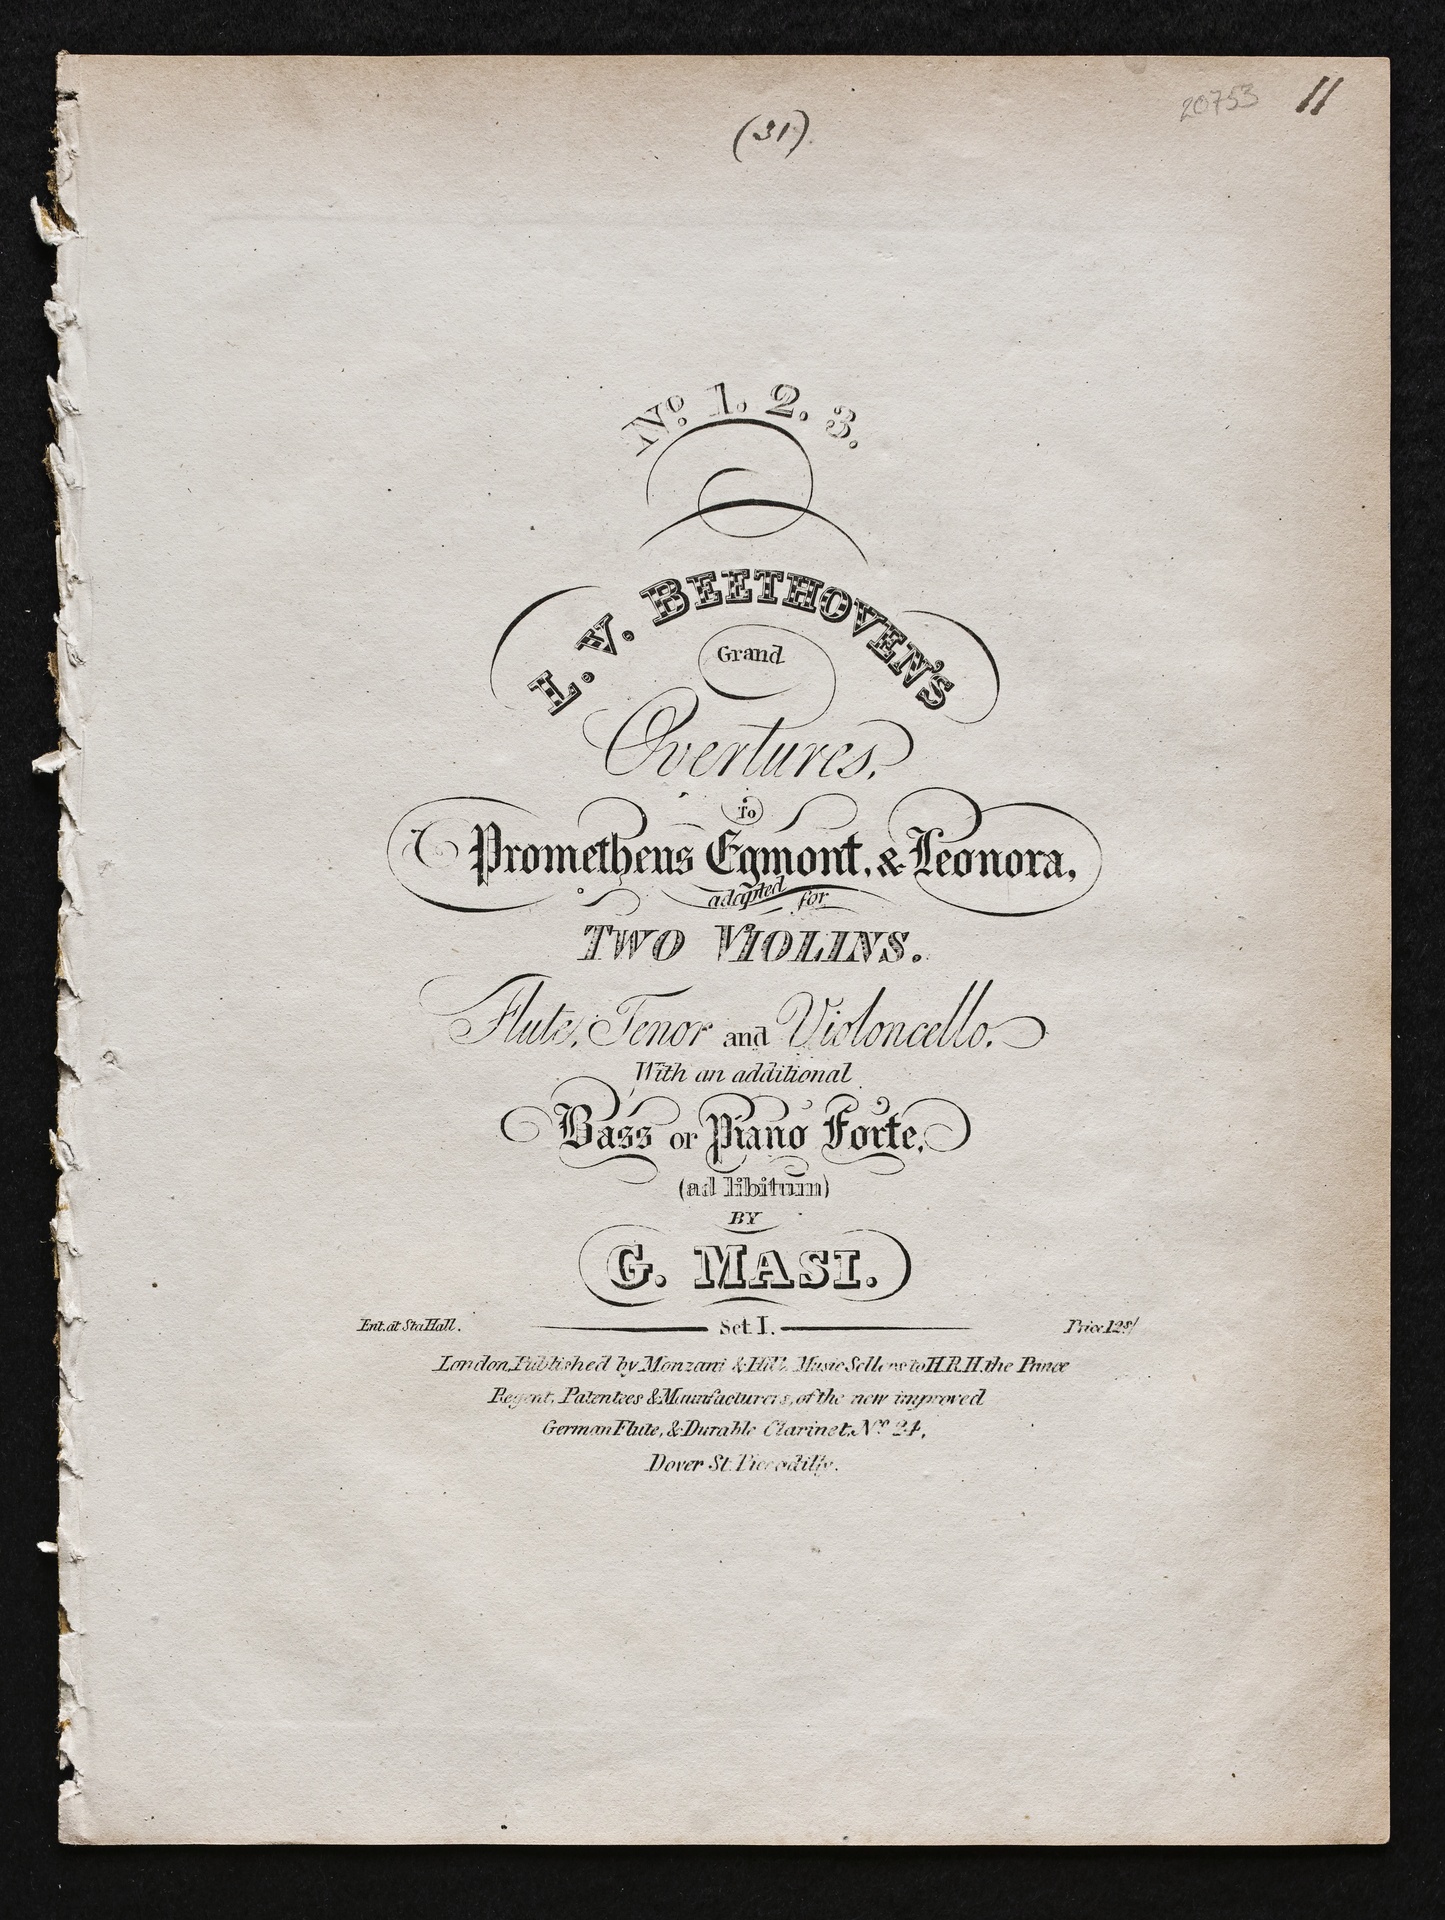 (31)
20753
11
No. 1. 2. 3.
L. V. BEETHOVEN'S
Grand
Overtures,
To
Prometheus Egmont, & Leonora,
adapted for
TWO VIOLINS.
Flute, Tenor and Violoncello.
With an additional
Bass or Piano Forte,
(ad libitum)
BY
G. MASI.
Ent. at Sta Hall.
Set I.
Price 12s/
London, Published by Monzani & Hill, Music Sellers to H.R.H. the Prince
Regent, Patentees & Manufacturers, of the new improved
German Flute, & Durable Clarinet, No. 24,
Dover St. Piccadilly.